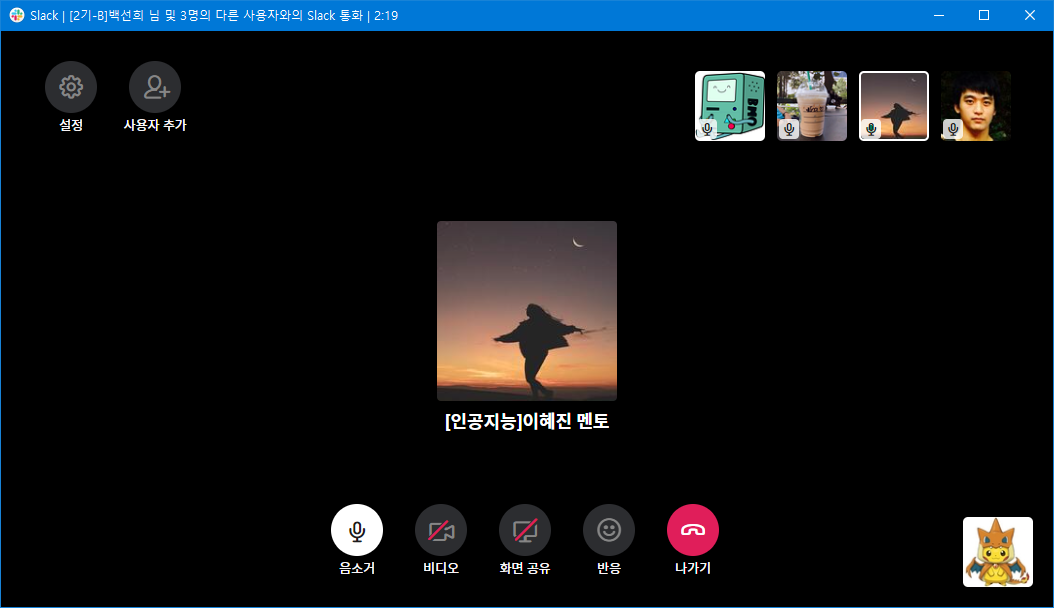 Slack | [2기-B]백선희 님 및 3명의 다른 사용자와의 Slack 통화 | 2:19
설정
사용자 추가
BMO
[인공지능]이혜진 멘토
음소거
비디오
화면 공유
반응
나가기